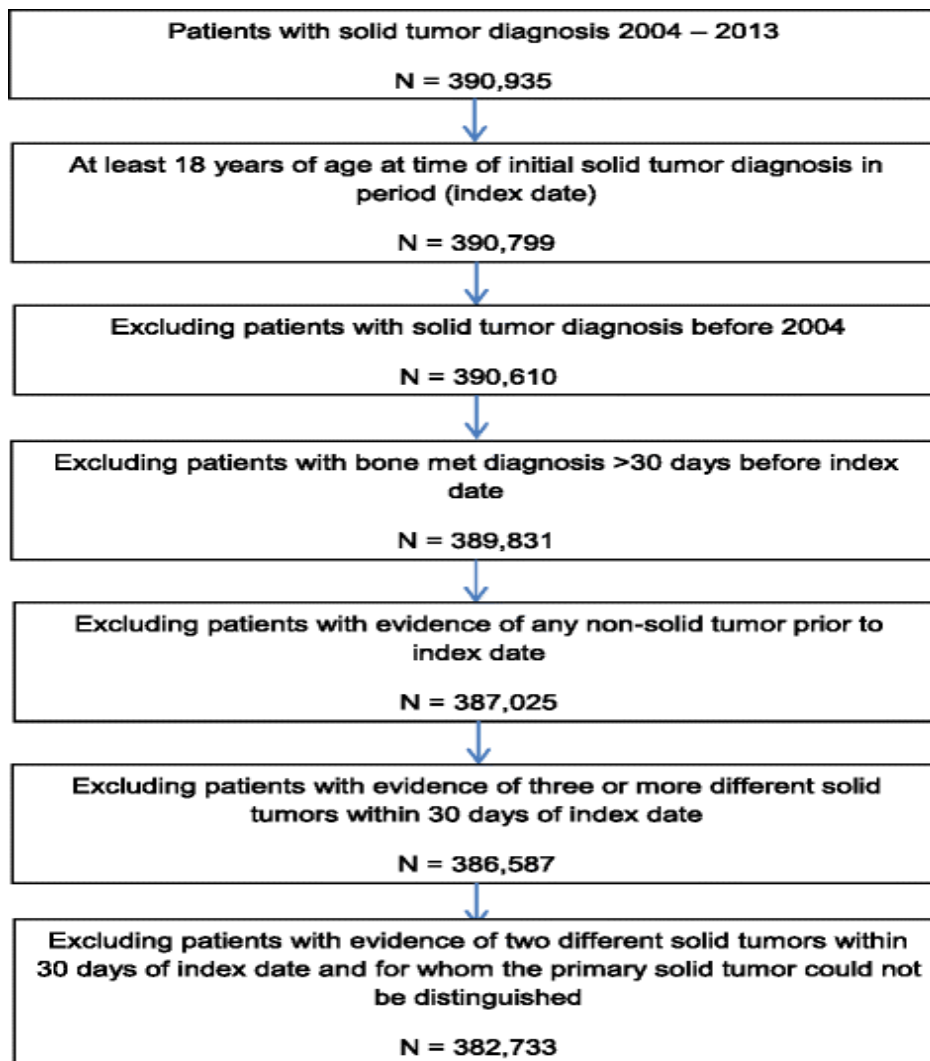 Patients with solid tumor diagnosis 2004 – 2013
N = 390,935
At least 18 years of age at time of initial solid tumor diagnosis in
period (index date)
N = 390,799
Excluding patients with solid tumor diagnosis before 2004
N = 390,610
Excluding patients with bone met diagnosis >30 days before index
date
N = 389,831
Excluding patients with evidence of any non-solid tumor prior to
index date
N = 387,025
Excluding patients with evidence of three or more different solid
tumors within 30 days of index date
N = 386,587
Excluding patients with evidence of two different solid tumors within
30 days of index date and for whom the primary solid tumor could not
be distinguished
N = 382,733